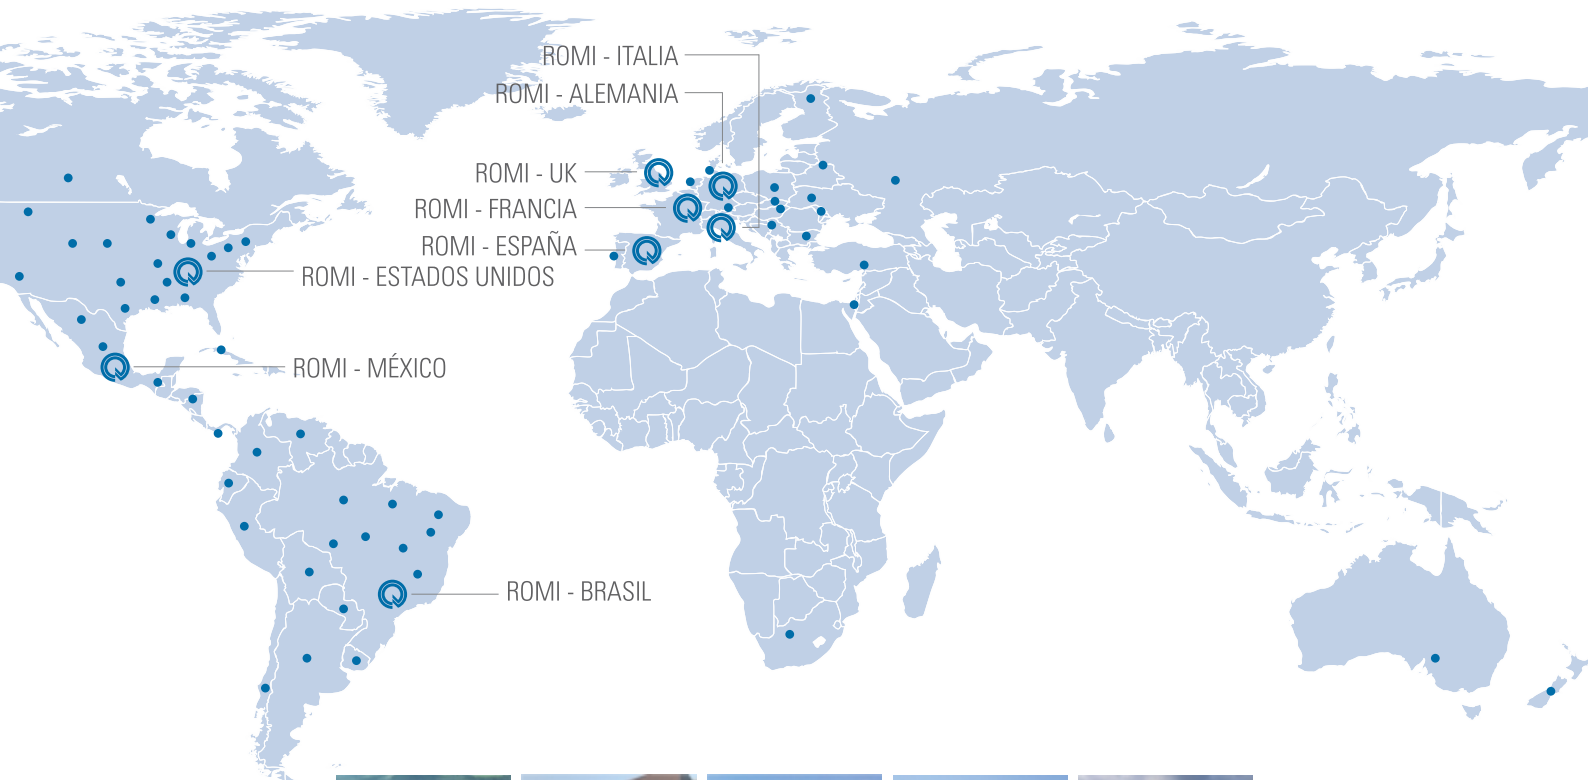 ROMI - ITALIA
ROMI - ALEMANIA
ROMI - UK
ROMI - FRANCIA
ROMI - ESPAÑA
ROMI - ESTADOS UNIDOS
ROMI - MÉXICO
ROMI - BRASIL